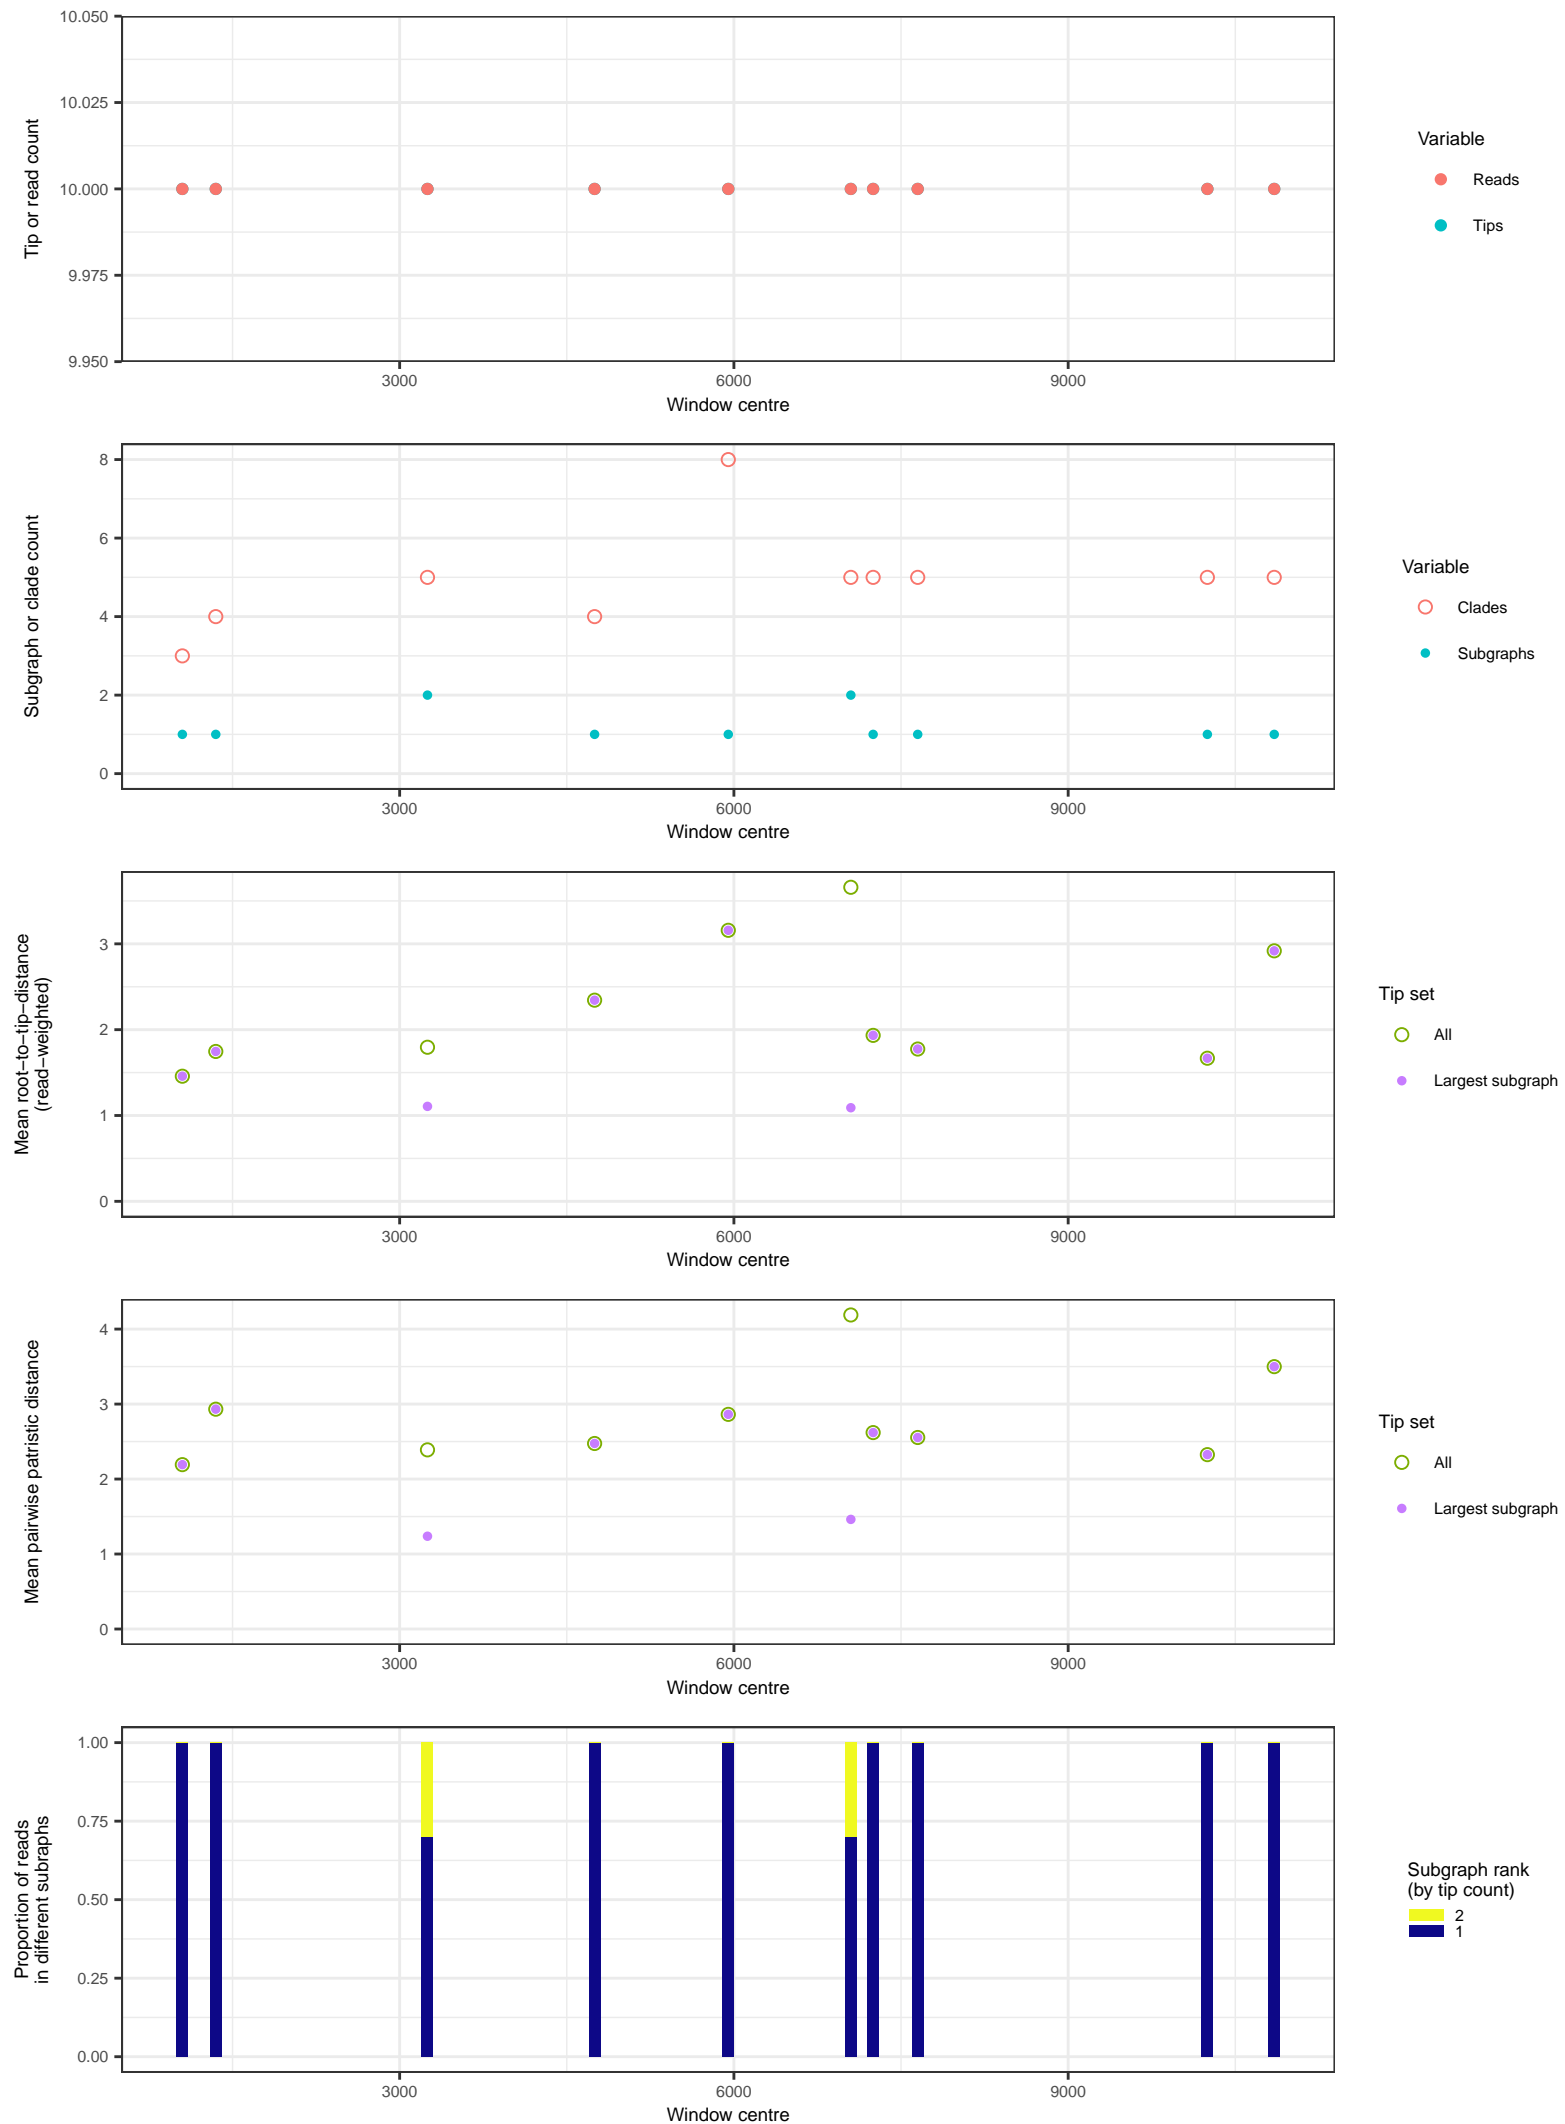 Tip or read count
10.050
10.025
10.000
9.975
9.950
3000
6000
9000
Window centre
Variable
Reads
Tips
Subgraph or clade count
8
6
4
2
0
3000
6000
9000
Window centre
Variable
Clades
Subgraphs
Mean root−to−tip−distance
(read−weighted)
3
2
1
0
3000
6000
9000
Window centre
Tip set
All
Largest subgraph
Mean pairwise patristic distance
4
3
2
1
0
3000
6000
9000
Window centre
Tip set
All
Largest subgraph
Proportion of reads
in different subraphs
1.00
0.75
0.50
0.25
0.00
3000
6000
9000
Window centre
Subgraph rank
(by tip count)
2
1